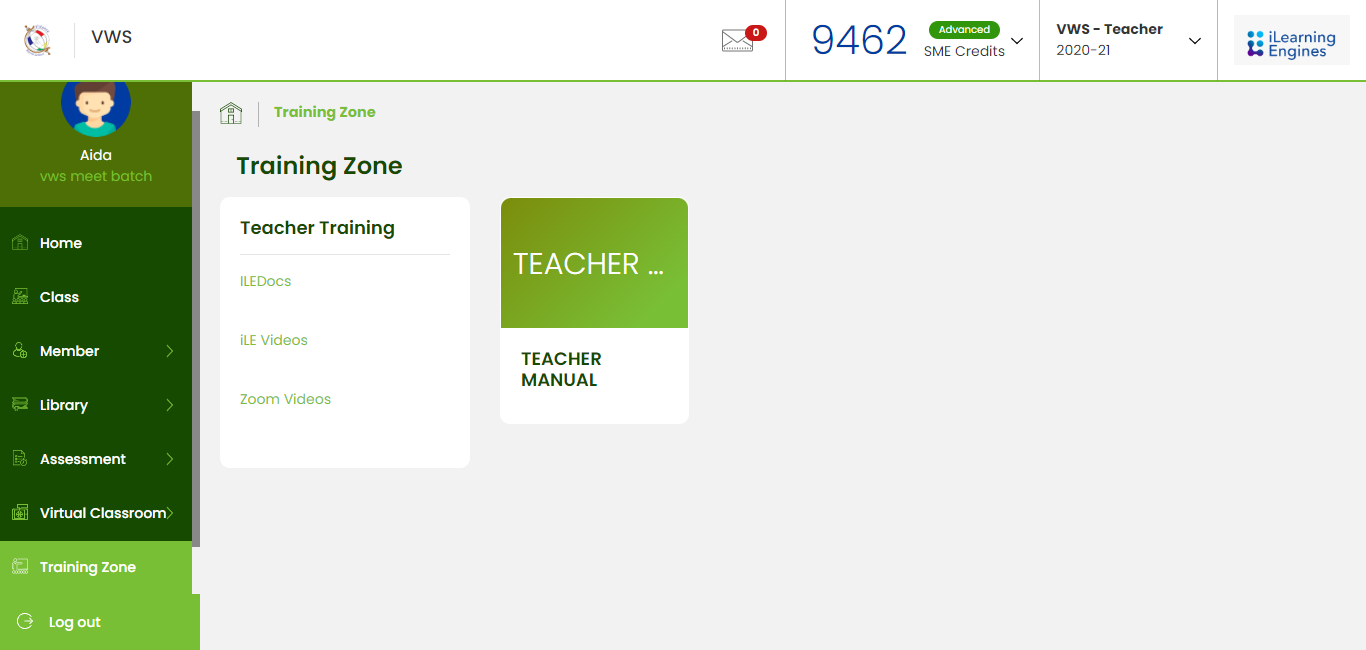 VWS
0
9462
Advanced
SME Credits
VWS - Teacher
2020-21
iLearning
Engines
Aida
vws meet batch
Home
Class
Member
Library
Assessment
Virtual Classroom
Training Zone
Log out
Training Zone
Training Zone
Teacher Training
ILEDocs
iLE Videos
Zoom Videos
TEACHER ...
TEACHER
MANUAL